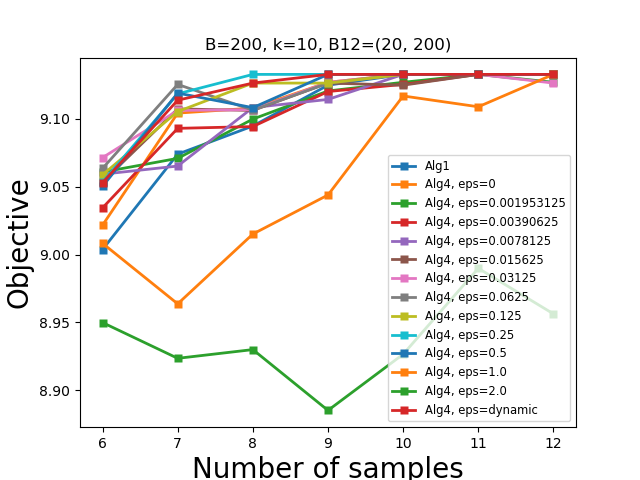 B=200, k=10, B12=(20, 200)
9.10
9.05
9.00
8.95
8.90
Objective
6 7 8 9 10 11 12
Number of samples
Alg1
Alg4, eps=0
Alg4, eps=0.001953125
Alg4, eps=0.00390625
Alg4, eps=0.0078125
Alg4, eps=0.015625
Alg4, eps=0.03125
Alg4, eps=0.0625
Alg4, eps=0.125
Alg4, eps=0.25
Alg4, eps=0.5
Alg4, eps=1.0
Alg4, eps=2.0
Alg4, eps=dynamic